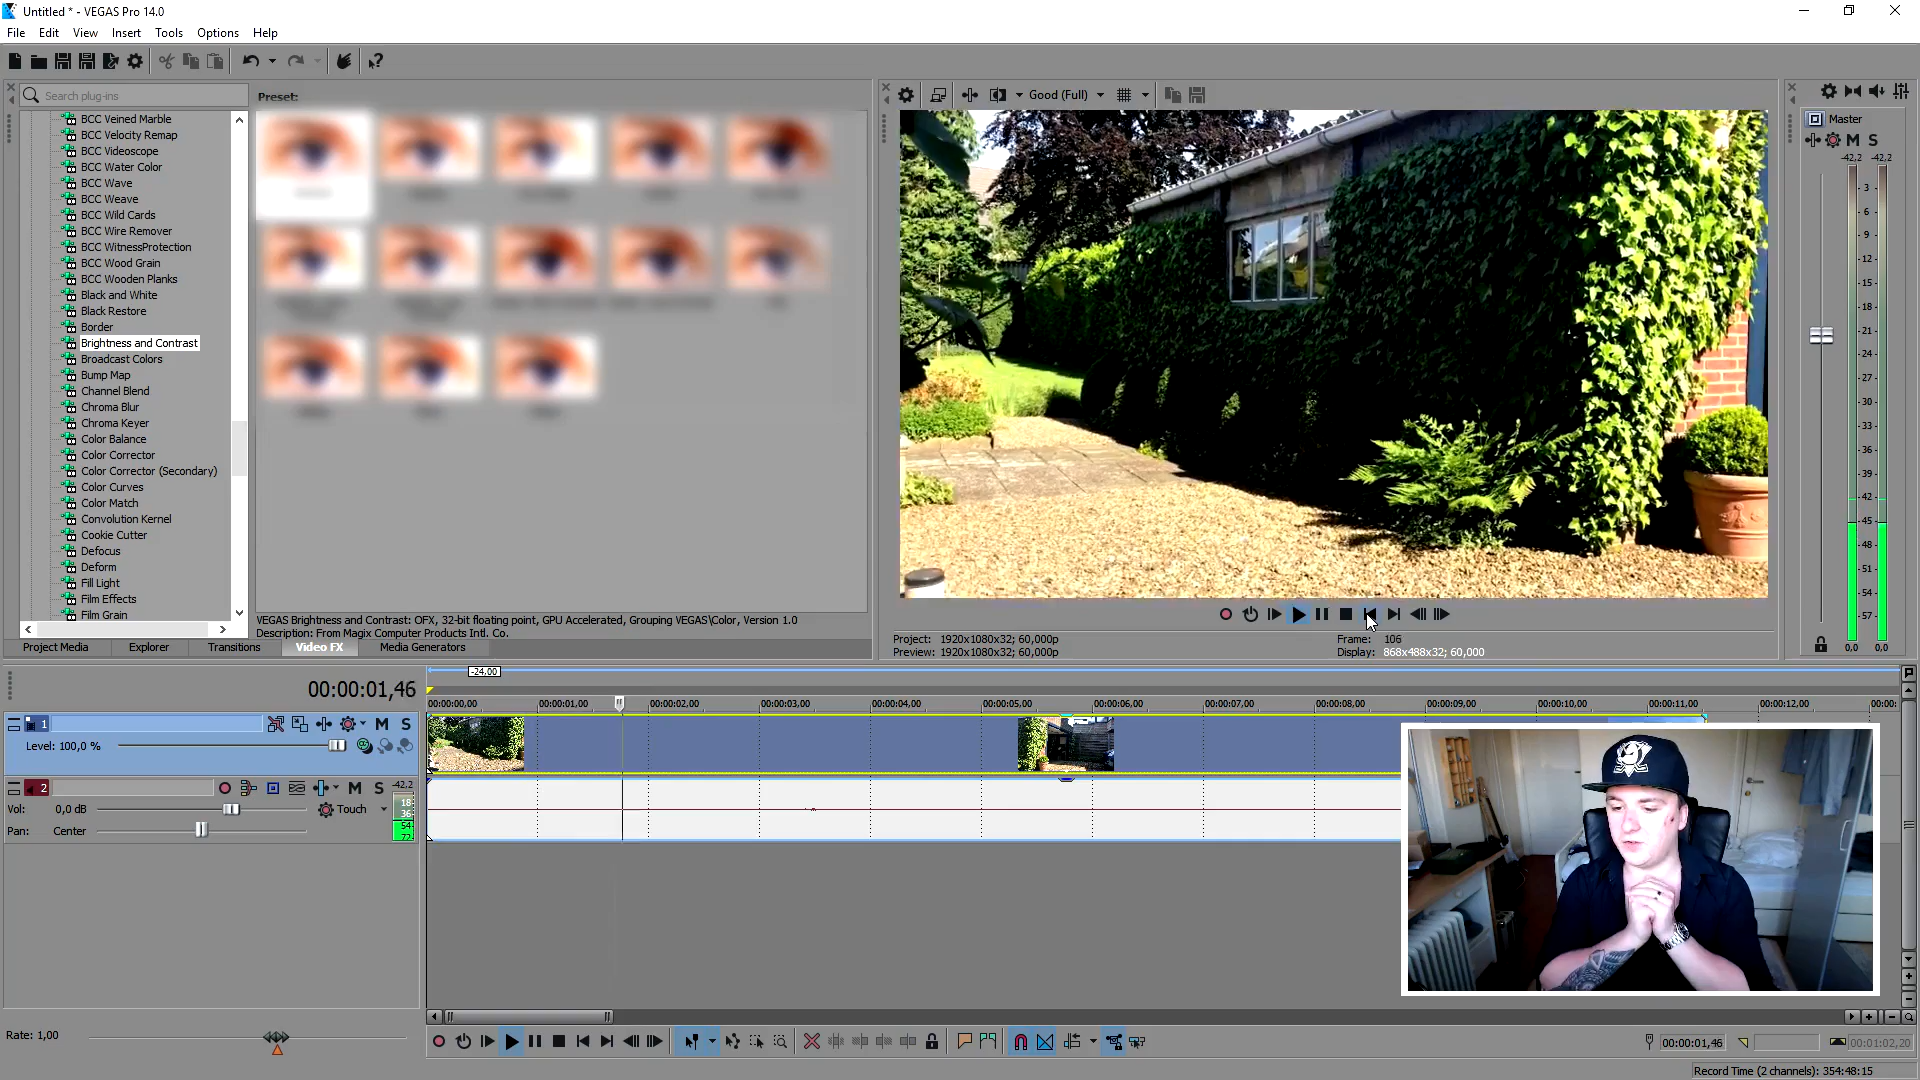 Untitled * - VEGAS Pro 14.0
File Edit View Insert Tools Options Help
Search plug-ins
BCC Veined Marble
BCC Velocity Remap
BCC Videoscope
BCC Water Color
BCC Wave
BCC Weave
BCC Wild Cards
BCC Wire Remover
BCC WitnessProtection
BCC Wood Grain
BCC Wooden Planks
Black and White
Black Restore
Border
Brightness and Contrast
Broadcast Colors
Bump Map
Channel Blend
Chroma Blur
Chroma Keyer
Color Balance
Color Corrector
Color Corrector (Secondary)
Color Curves
Color Match
Convolution Kernel
Cookie Cutter
Defocus
Deform
Fill Light
Film Effects
Film Grain
Preset:
VEGAS Brightness and Contrast: OFX, 32-bit floating point, GPU Accelerated, Grouping VEGAS\Color, Version 1.0
Description: From Magix Computer Products Intl. Co.
Project Media Explorer Transitions Video FX Media Generators
Good (Full)
Project: 1920x1080x32; 60,000p
Preview: 1920x1080x32; 60,000p
Frame: 106
Display: 868x488x32; 60,000
Master
M S
-42,2 -42,2
3
6
9
12
15
18
21
24
27
30
33
36
39
42
45
48
51
54
57
0,0 0,0
-24,00
00:00:01,46
00:00:00,00 00:00:01,00 00:00:02,00 00:00:03,00 00:00:04,00 00:00:05,00 00:00:06,00 00:00:07,00 00:00:08,00 00:00:09,00 00:00:10,00 00:00:11,00 00:00:12,00 00:00:
1 M S
Level: 100,0 %
2 M S -42,2
Vol: 0,0 dB Touch
18
36
Pan: Center
54
72
Rate: 1,00
00:00:01,46 00:01:02,20
Record Time (2 channels): 354:48:15